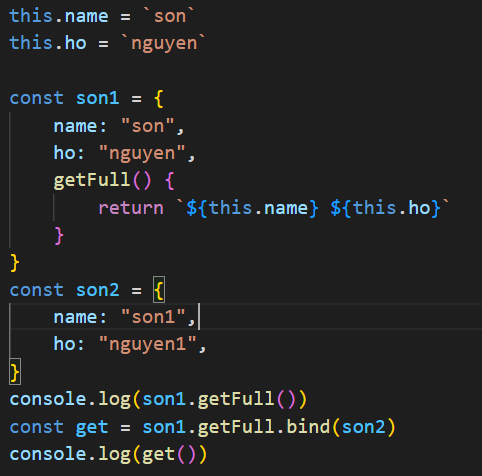 this.name = `son`
this.ho = `nguyen`
const son1 = {
name: "son",
ho: "nguyen",
getFull() {
return `${this.name} ${this.ho}`
}
}
const son2 = {
name: "son1",
ho: "nguyen1",
}
console.log(son1.getFull())
const get = son1.getFull.bind(son2)
console.log(get())